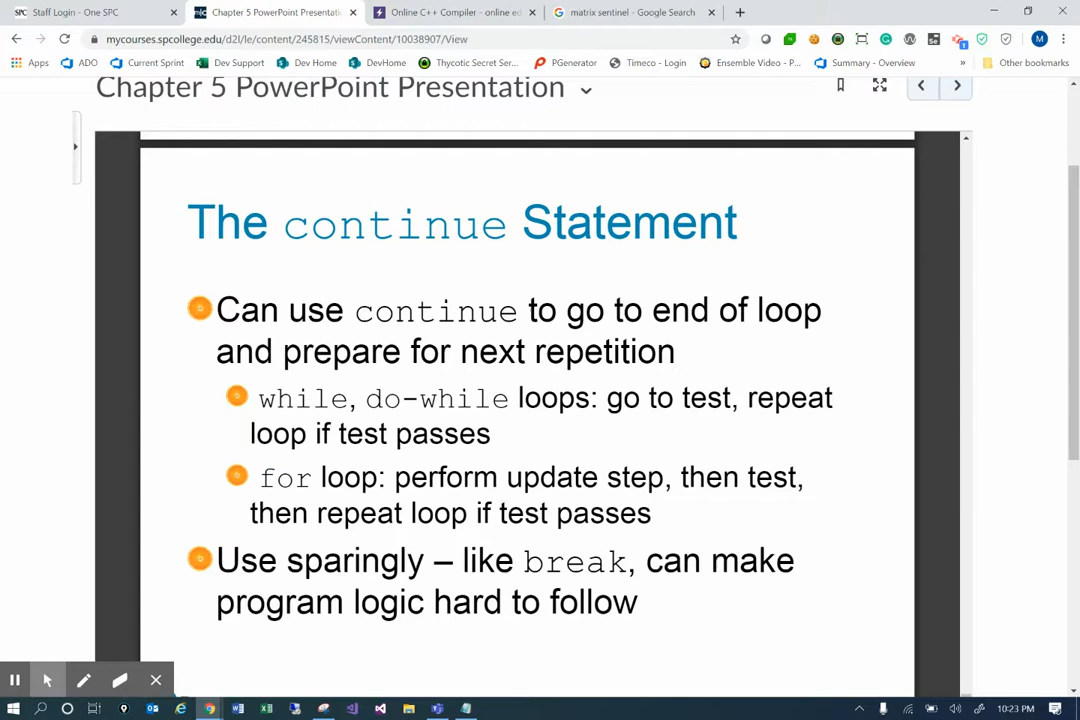 SPC Staff Login - One SPC
Chapter 5 PowerPoint Presentati
Online C++ Compiler - online ed
matrix sentinel - Google Search
mycourses.spcollege.edu/d2l/le/content/245815/viewContent/10038907/View
M
Apps ADO Current Sprint Dev Support Dev Home DevHome Thycotic Secret Ser... PGenerator Timeco - Login Ensemble Video - P... Summary - Overview » Other bookmarks
Chapter 5 PowerPoint Presentation
The continue Statement
Can use continue to go to end of loop
and prepare for next repetition
while, do-while loops: go to test, repeat
loop if test passes
for loop: perform update step, then test,
then repeat loop if test passes
Use sparingly – like break, can make
program logic hard to follow
10:23 PM